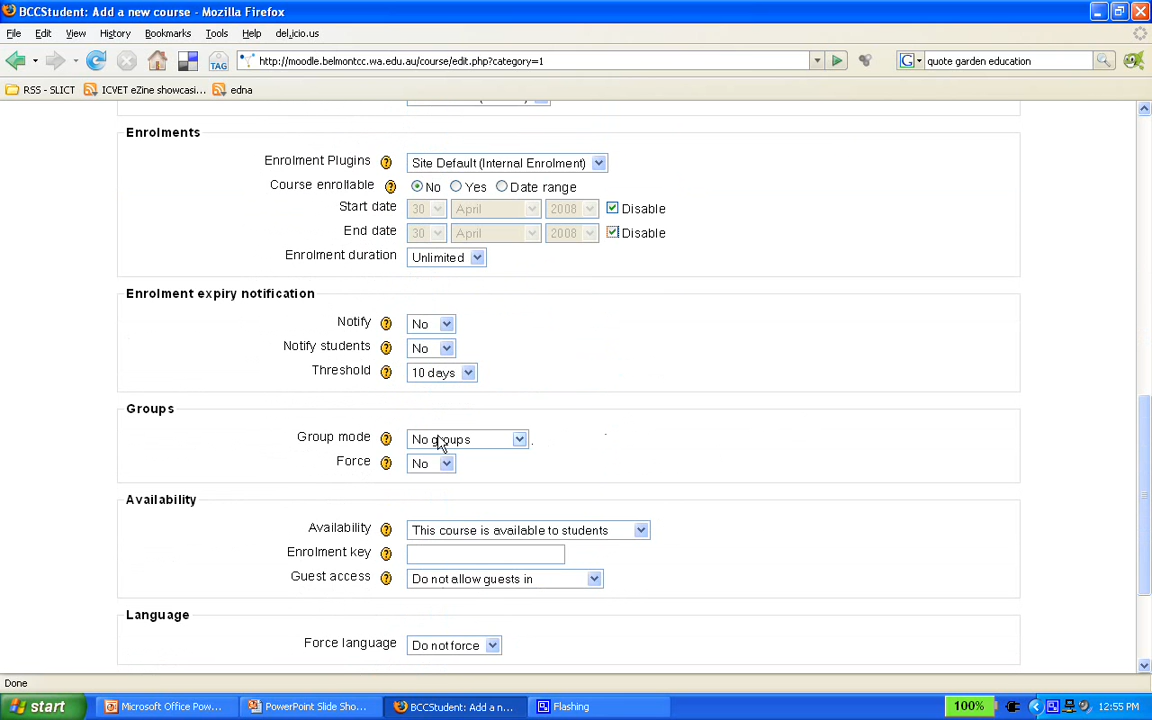 BCCStudent: Add a new course - Mozilla Firefox
File Edit View History Bookmarks Tools Help del.icio.us
TAG http://moodle.belmontcc.wa.edu.au/course/edit.php?category=1 G quote garden education
RSS - SLICT ICVET eZine showcasi... edna
Enrolments
Enrolment Plugins ? Site Default (Internal Enrolment)
Course enrollable ? No Yes Date range
Start date 30 April 2008 Disable
End date 30 April 2008 Disable
Enrolment duration Unlimited
Enrolment expiry notification
Notify ? No
Notify students ? No
Threshold ? 10 days
Groups
Group mode ? No groups
Force ? No
Availability
Availability ? This course is available to students
Enrolment key ?
Guest access ? Do not allow guests in
Language
Force language Do not force
Done
start Microsoft Office Pow... PowerPoint Slide Sho... BCCStudent: Add a n... Flashing 100% 12:55 PM